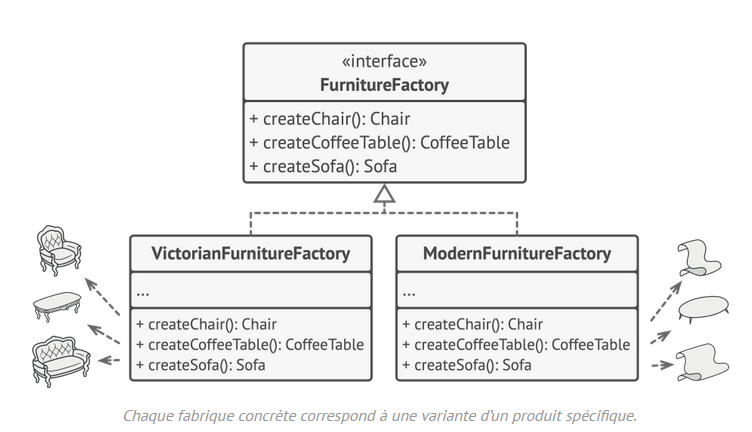 «interface»
FurnitureFactory
+ createChair(): Chair
+ createCoffeeTable(): CoffeeTable
+ createSofa(): Sofa
VictorianFurnitureFactory
...
+ createChair(): Chair
+ createCoffeeTable(): CoffeeTable
+ createSofa(): Sofa
ModernFurnitureFactory
...
+ createChair(): Chair
+ createCoffeeTable(): CoffeeTable
+ createSofa(): Sofa
Chaque fabrique concrète correspond à une variante d’un produit spécifique.